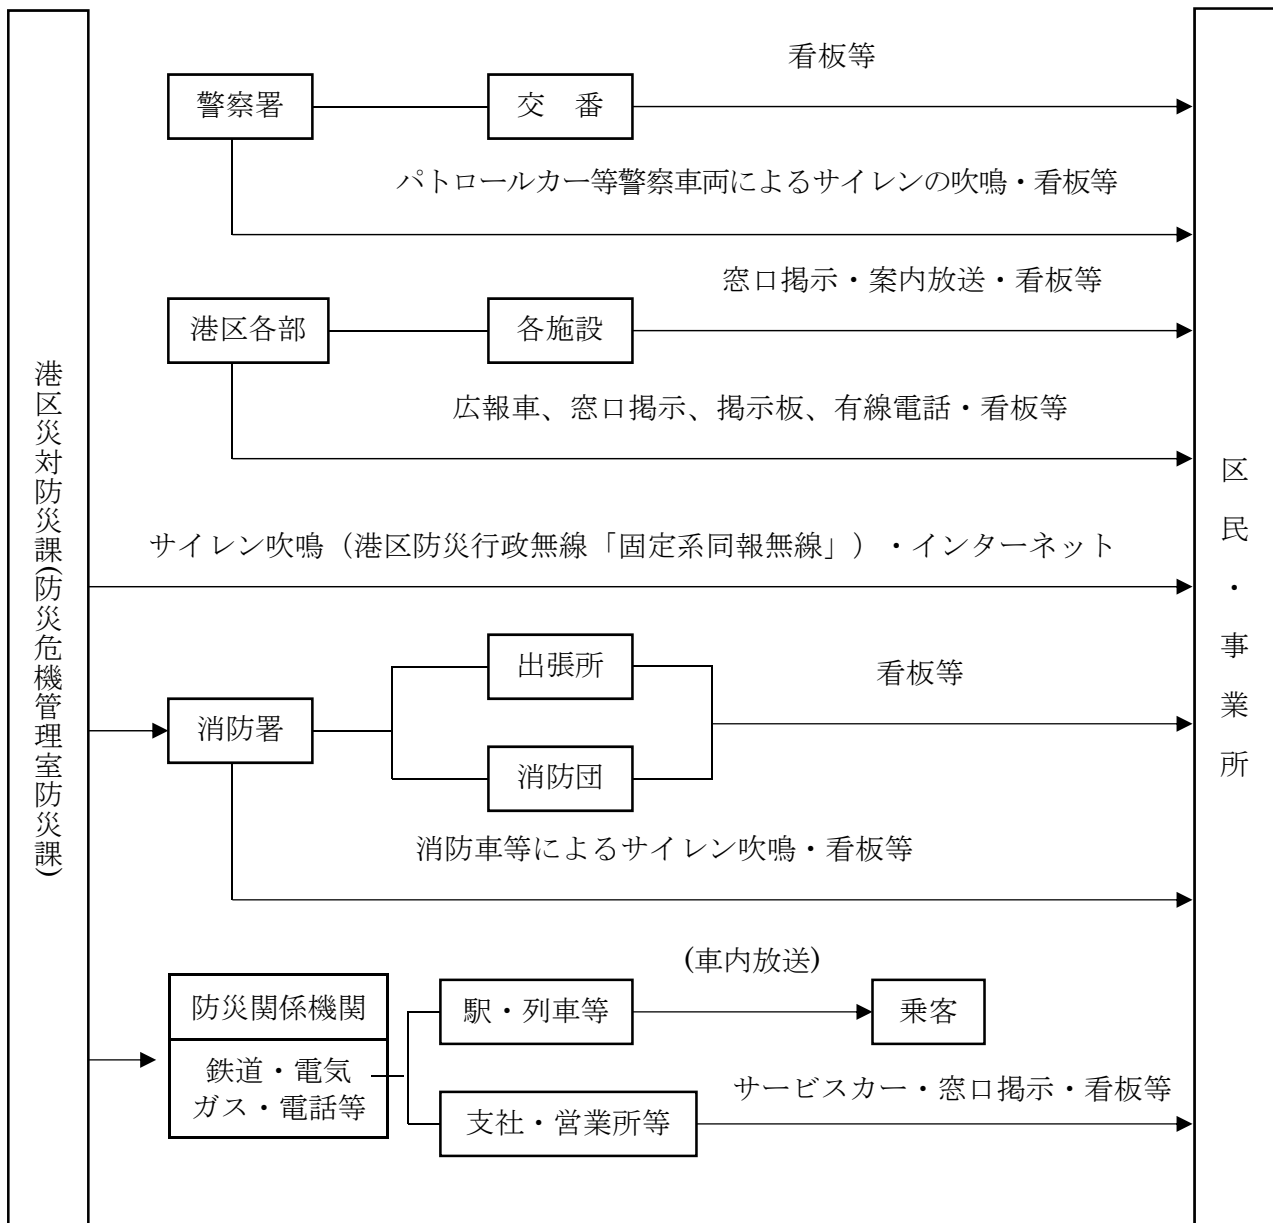 港区災対防災課(防災危機管理室防災課)
看板等
警察署
交　番
パトロールカー等警察車両によるサイレンの吹鳴・看板等
窓口掲示・案内放送・看板等
港区各部
各施設
広報車、窓口掲示、掲示板、有線電話・看板等
サイレン吹鳴（港区防災行政無線「固定系同報無線」）・インターネット
出張所
看板等
消防署
消防団
消防車等によるサイレン吹鳴・看板等
(車内放送)
防災関係機関
駅・列車等
乗客
鉄道・電気
ガス・電話等
サービスカー・窓口掲示・看板等
支社・営業所等
区民・事業所